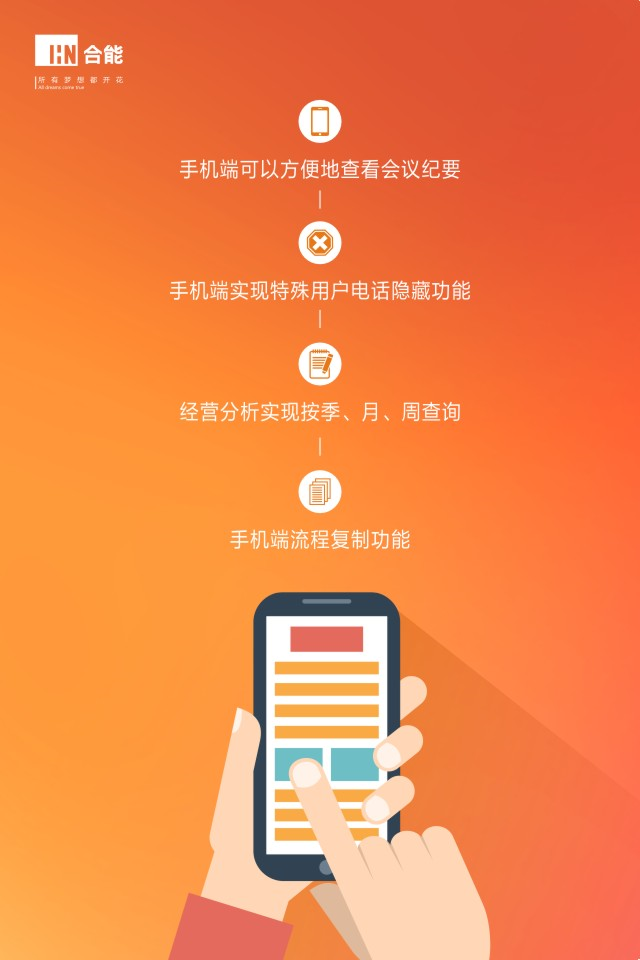 HN 合能
所有梦想都开花
All dreams come true
手机端可以方便地查看会议纪要
手机端实现特殊用户电话隐藏功能
经营分析实现按季、月、周查询
手机端流程复制功能